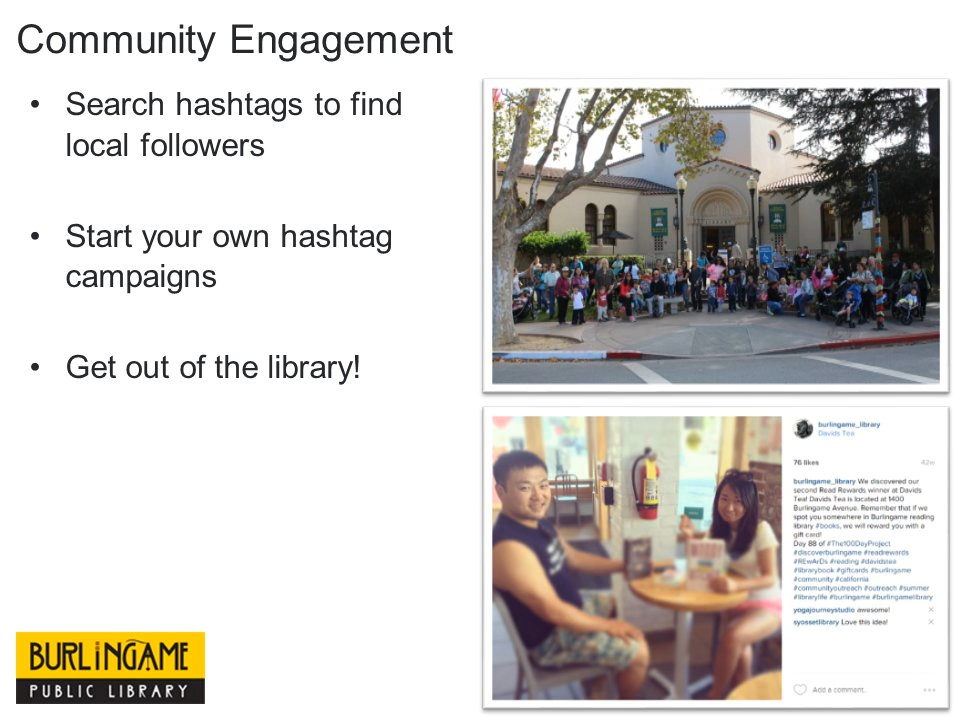 Community Engagement
• Search hashtags to find
local followers
• Start your own hashtag
campaigns
• Get out of the library!
burlingame_library
Davids Tea
76 likes 42w
burlingame_library We discovered our
second Read Rewards winner at Davids
Tea! Davids Tea is located at 1400
Burlingame Avenue. Remember that if we
spot you somewhere in Burlingame reading
library #books, we will reward you with a
gift card!
Day 88 of #The100DayProject
#discoverburlingame #readrewards
#REwArDs #reading #davidstea
#librarybook #giftcards #burlingame
#community #california
#communityoutreach #outreach #summer
#librarylife #burlingame #burlingamelibrary
yogajourneystudio awesome!
syossetlibrary Love this idea!
Add a comment...
BURLINGAME
PUBLIC LIBRARY